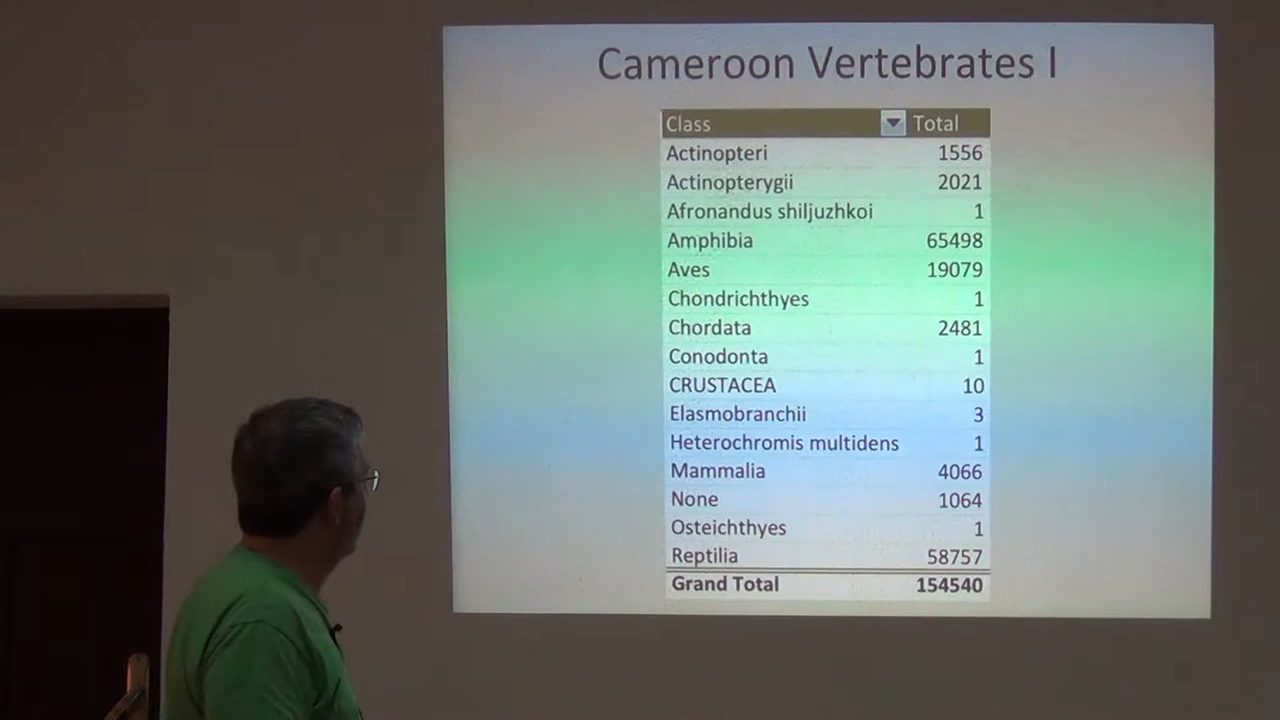 Cameroon Vertebrates I
Class Total
Actinopteri 1556
Actinopterygii 2021
Afronandus shiljuzhkoi 1
Amphibia 65498
Aves 19079
Chondrichthyes 1
Chordata 2481
Conodonta 1
CRUSTACEA 10
Elasmobranchii 3
Heterochromis multidens 1
Mammalia 4066
None 1064
Osteichthyes 1
Reptilia 58757
Grand Total 154540